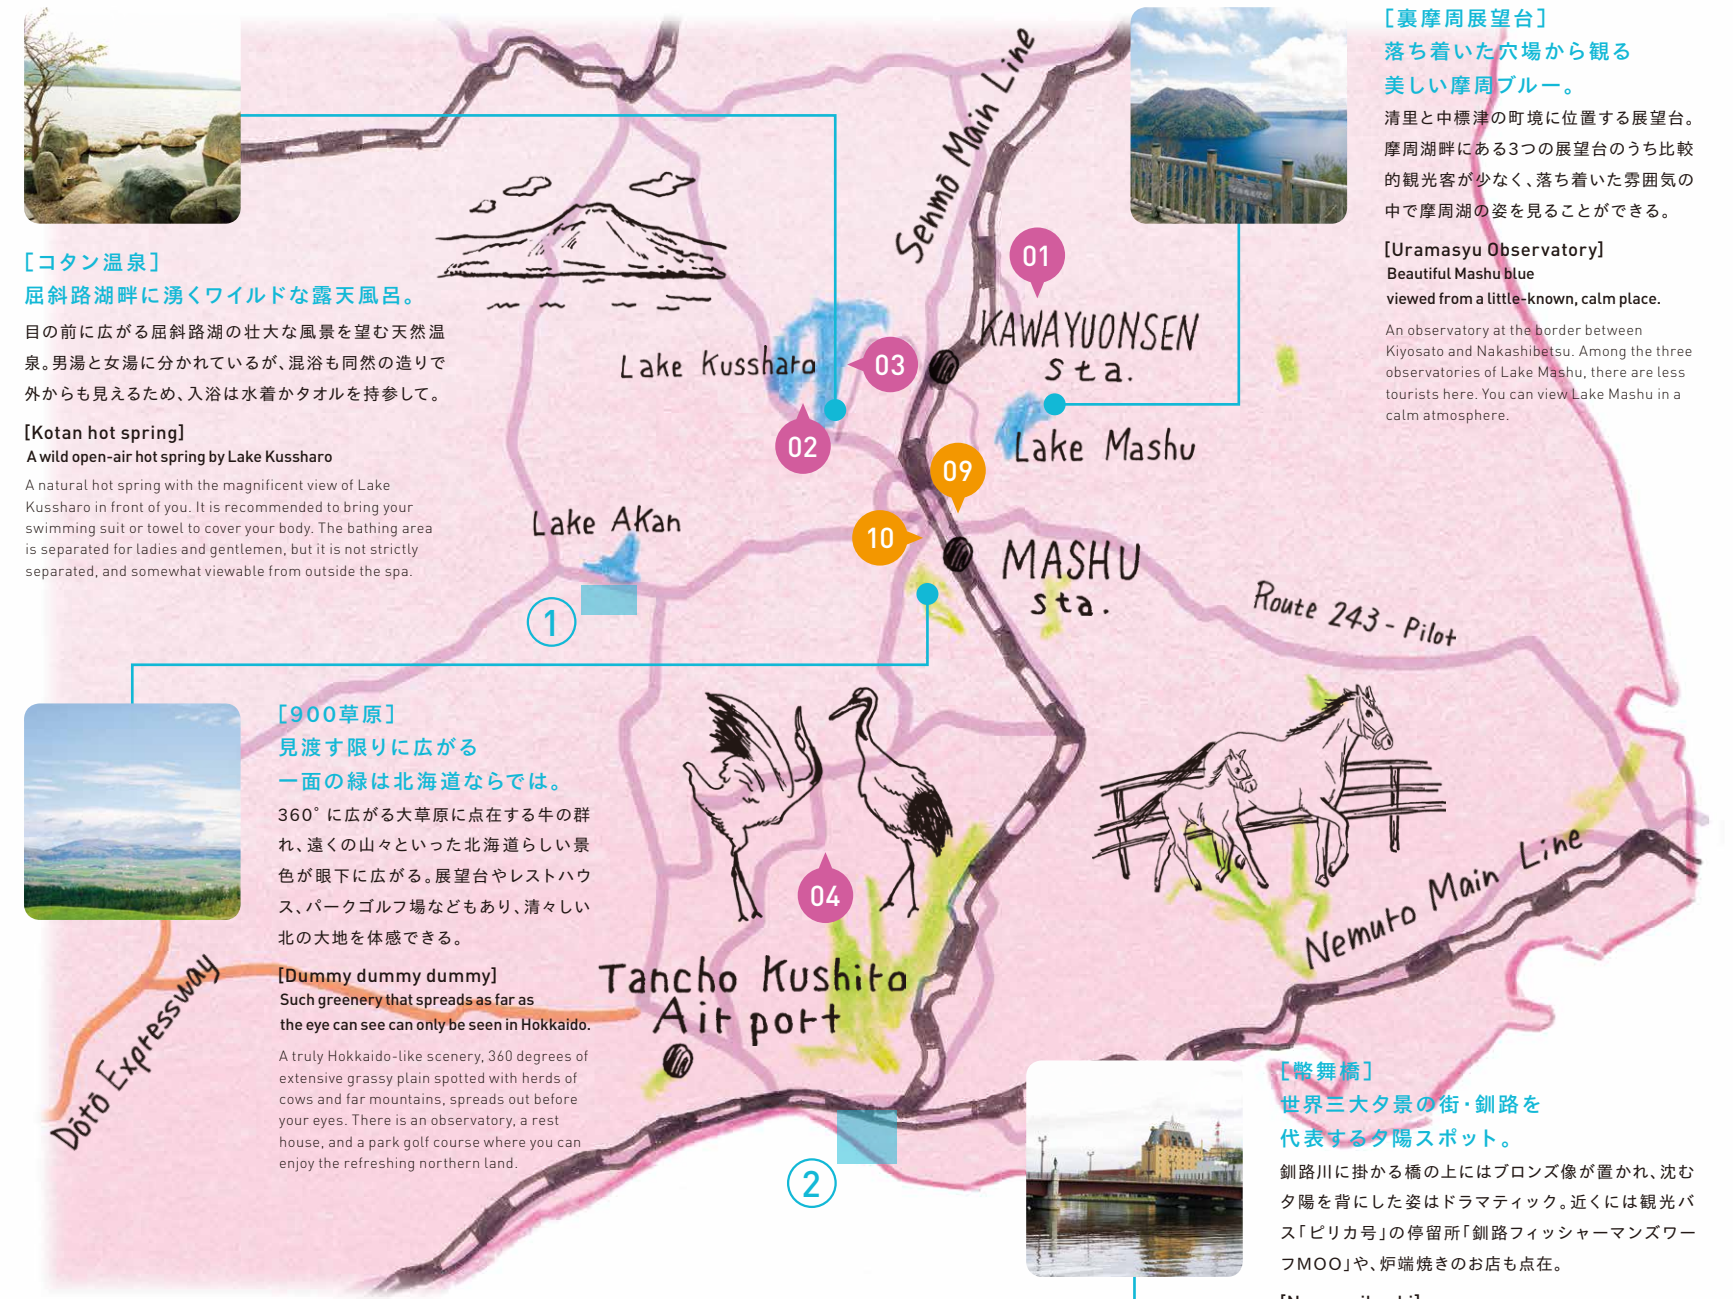 [裏摩周展望台]
落ち着いた穴場から観る
美しい摩周ブルー。
清里と中標津の町境に位置する展望台。
摩周湖畔にある3つの展望台のうち比較
的観光客が少なく、落ち着いた雰囲気の
中で摩周湖の姿を見ることができる。
[Uramasyu Observatory]
Beautiful Mashu blue
viewed from a little-known, calm place.
An observatory at the border between
Kiyosato and Nakashibetsu. Among the three
observatories of Lake Mashu, there are less
tourists here. You can view Lake Mashu in a
calm atmosphere.
[コタン温泉]
屈斜路湖畔に湧くワイルドな露天風呂。
目の前に広がる屈斜路湖の壮大な風景を望む天然温
泉。男湯と女湯に分かれているが、混浴も同然の造りで
外からも見えるため、入浴は水着かタオルを持参して。
[Kotan hot spring]
A wild open-air hot spring by Lake Kussharo
A natural hot spring with the magnificent view of Lake
Kussharo in front of you. It is recommended to bring your
swimming suit or towel to cover your body. The bathing area
is separated for ladies and gentlemen, but it is not strictly
separated, and somewhat viewable from outside the spa.
Senmō Main Line
01
KAWAYUONSEN
sta.
Lake Kussharo
03
02
Lake Mashu
09
Lake Akan
10
MASHU
sta.
1
Route 243 - Pilot
[900草原]
見渡す限りに広がる
一面の緑は北海道ならでは。
360°に広がる大草原に点在する牛の群
れ、遠くの山々といった北海道らしい景
色が眼下に広がる。展望台やレストハウ
ス、パークゴルフ場などもあり、清々しい
北の大地を体感できる。
[Dummy dummy dummy]
Such greenery that spreads as far as
the eye can see can only be seen in Hokkaido.
A truly Hokkaido-like scenery, 360 degrees of
extensive grassy plain spotted with herds of
cows and far mountains, spreads out before
your eyes. There is an observatory, a rest
house, and a park golf course where you can
enjoy the refreshing northern land.
04
Nemuro Main Line
Tancho Kushiro
Airport
Dōtō Expressway
2
[幣舞橋]
世界三大夕景の街・釧路を
代表する夕陽スポット。
釧路川に掛かる橋の上にはブロンズ像が置かれ、沈む
夕陽を背にした姿はドラマティック。近くには観光バ
ス「ピリカ号」の停留所「釧路フィッシャーマンズワー
フMOO」や、炉端焼きのお店も点在。